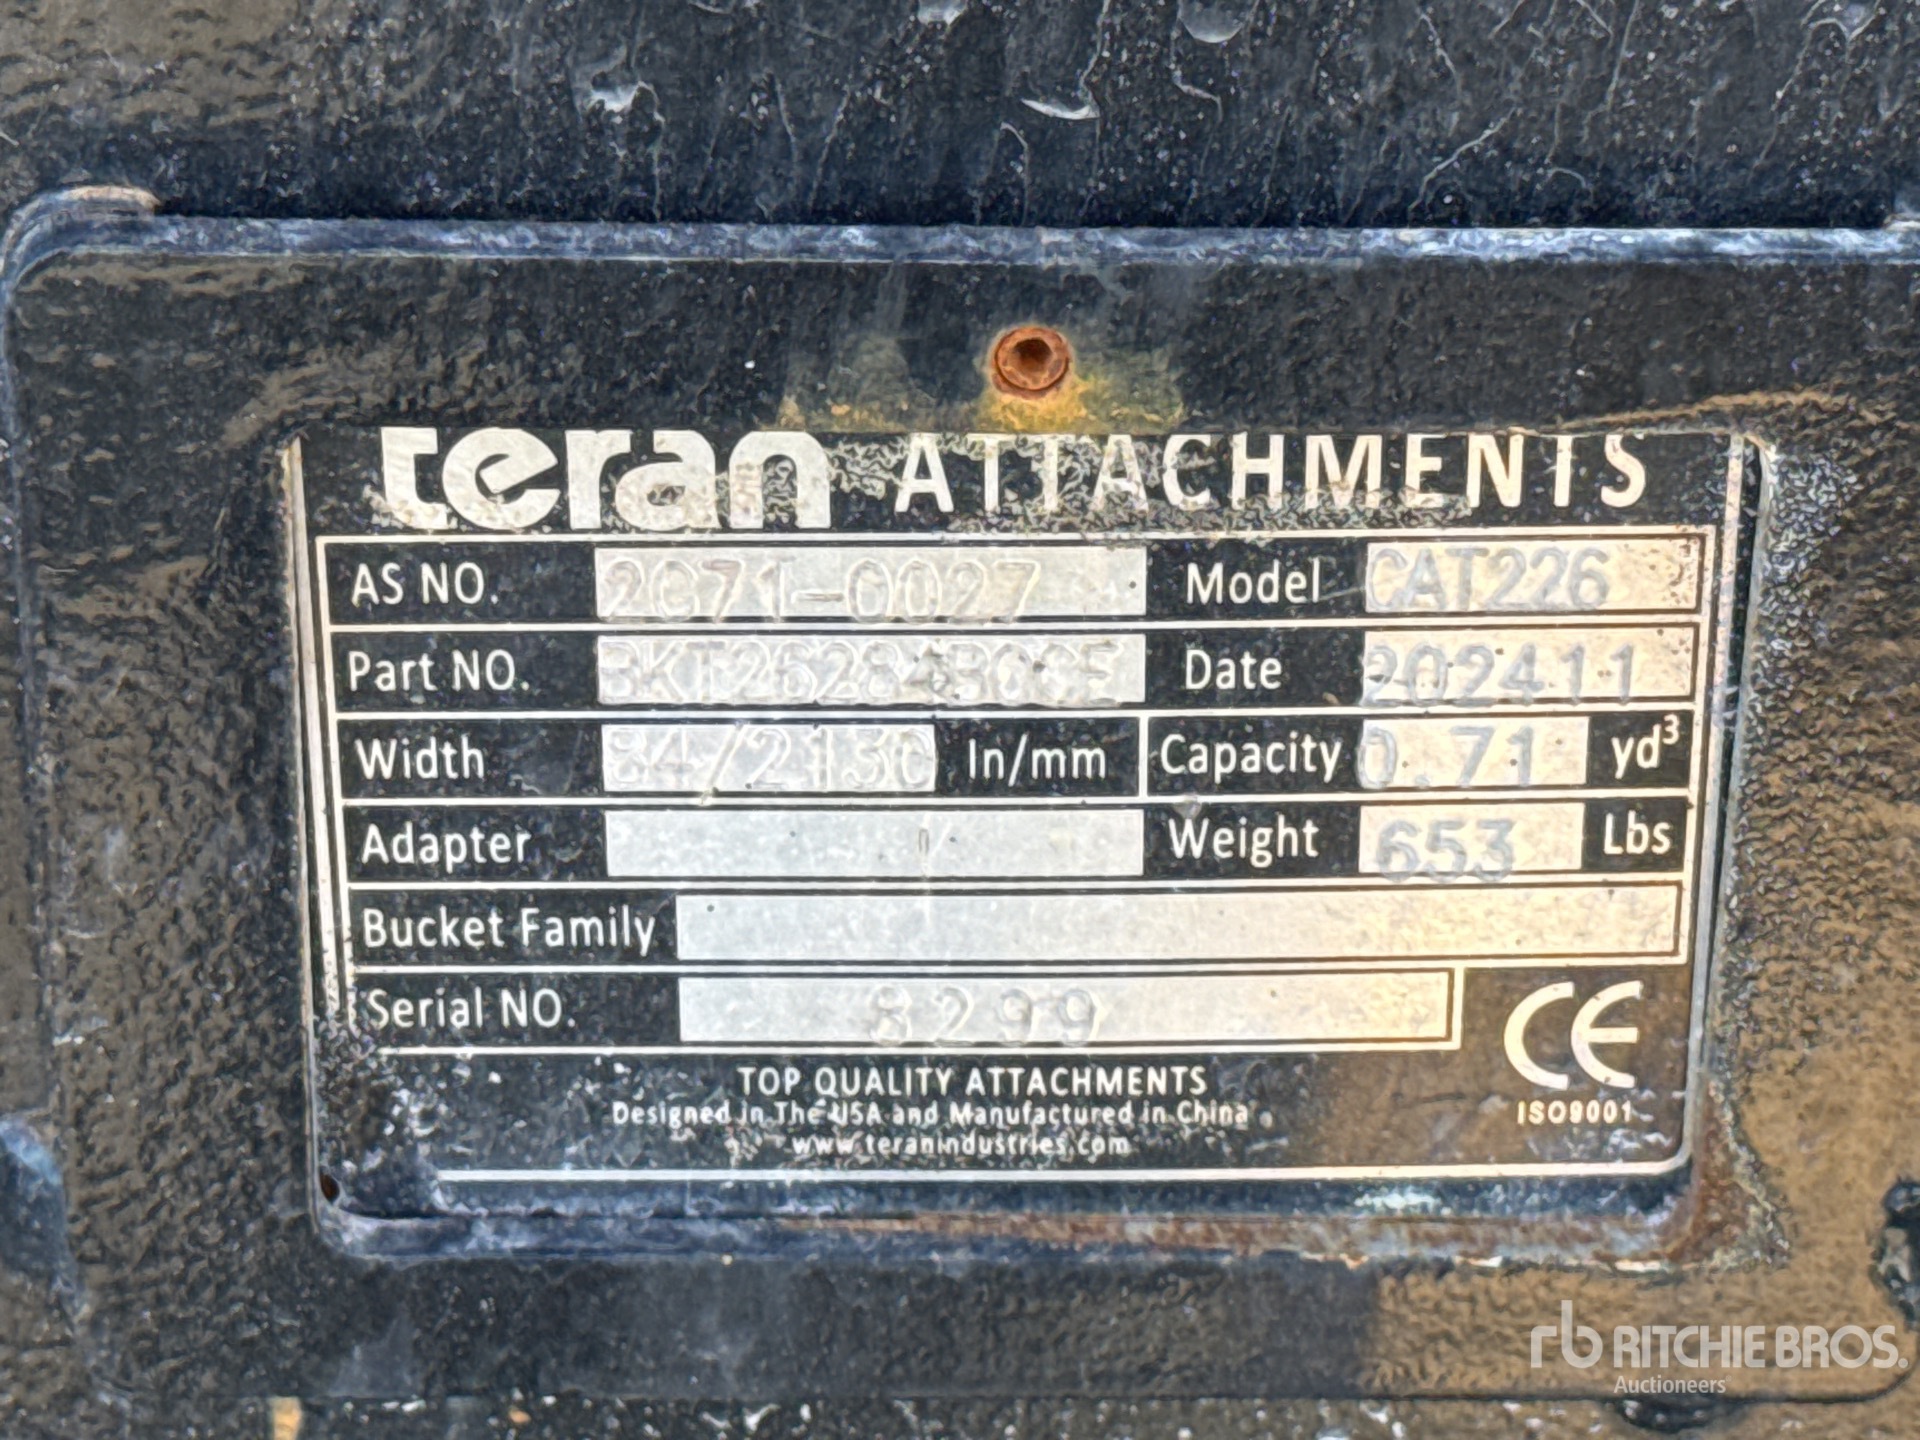 teran ATTACHMENTS
AS NO. 2G71-0027 Model CAT226
Part NO. Date 202411
Width 84/2130 In/mm Capacity 0.71 yd³
Adapter Weight 653 Lbs
Bucket Family
Serial NO. 8299
CE
ISO9001
TOP QUALITY ATTACHMENTS
Designed in The USA and Manufactured in China
www.teranindustries.com
rb RITCHIE BROS.
Auctioneers